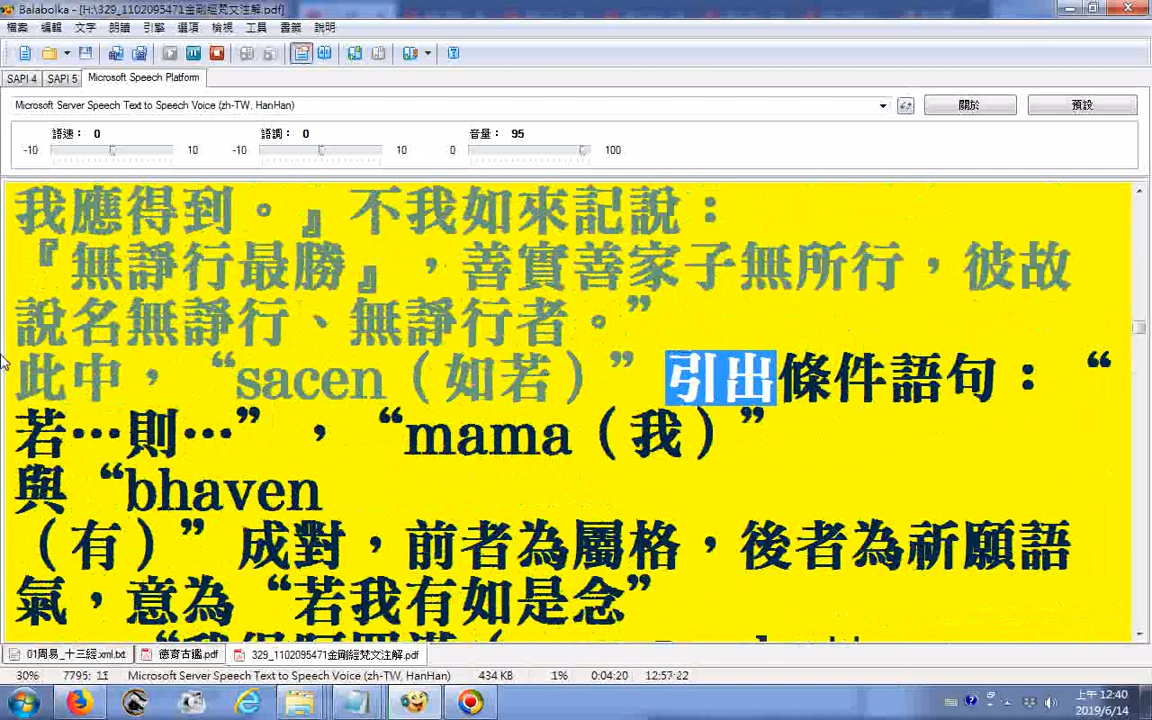 Balabolka - [H:\329_1102095471金剛經梵文注解.pdf]
檔案 編輯 文字 朗讀 引擎 選項 檢視 工具 書籤 說明
SAPI 4 SAPI 5 Microsoft Speech Platform
Microsoft Server Speech Text to Speech Voice (zh-TW, HanHan) 關於 預設
語速： 0 語調： 0 音量： 95
-10 10 -10 10 0 100
我應得到。』不我如來記說：
『無諍行最勝』，善實善家子無所行，彼故
說名無諍行、無諍行者。”
此中，“sacen（如若）”引出條件語句：“
若…則…”，“mama（我）”
與“bhaven
（有）”成對，前者為屬格，後者為祈願語
氣，意為“若我有如是念”
01周易_十三經.xml.txt 德育古鑑.pdf 329_1102095471金剛經梵文注解.pdf
30% 7795: 11 Microsoft Server Speech Text to Speech Voice (zh-TW, HanHan) 434 KB 1% 0:04:20 12:57:22
上午 12:40
2019/6/14